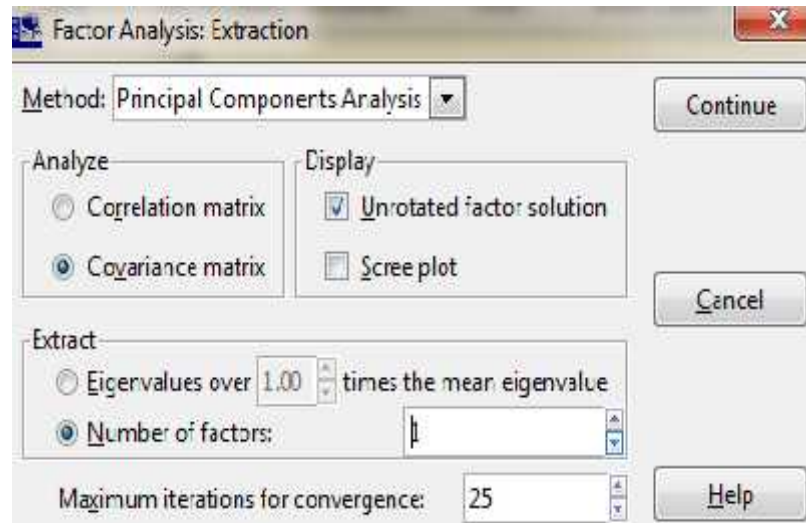 Factor Analysis: Extraction
Method: Principal Components Analysis
Continue
Analyze
Display
Correlation matrix
Unrotated factor solution
Covariance matrix
Scree plot
Cancel
Extract
Eigenvalues over 1.00 times the mean eigenvalue
Number of factors: 1
Maximum iterations for convergence: 25
Help